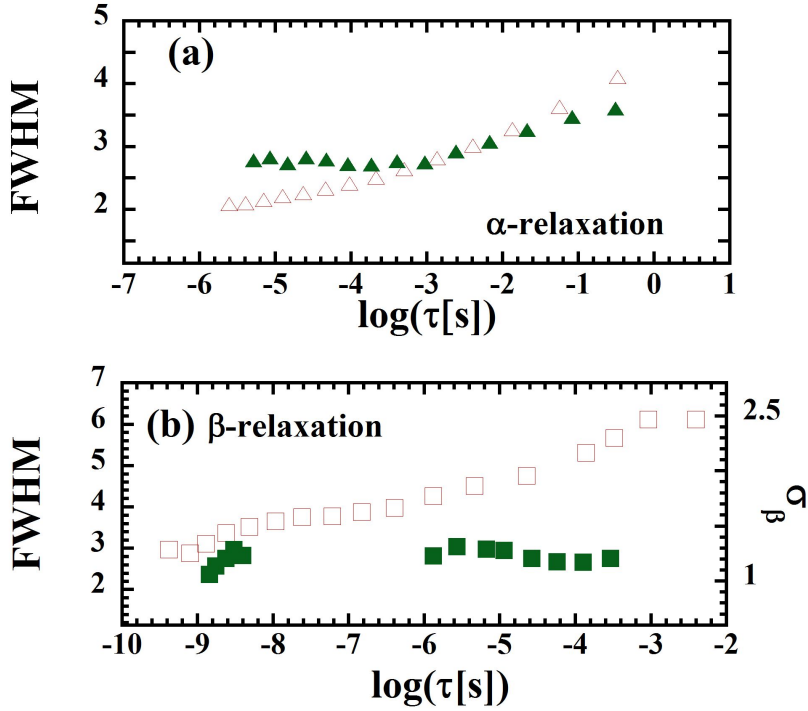 5
(a)
4
FWHM
3
2
α-relaxation
-7 -6 -5 -4 -3 -2 -1 0 1
log(τ[s])
7
(b) β-relaxation
2.5
6
5
FWHM
4
σβ
3
2
1
-10 -9 -8 -7 -6 -5 -4 -3 -2
log(τ[s])